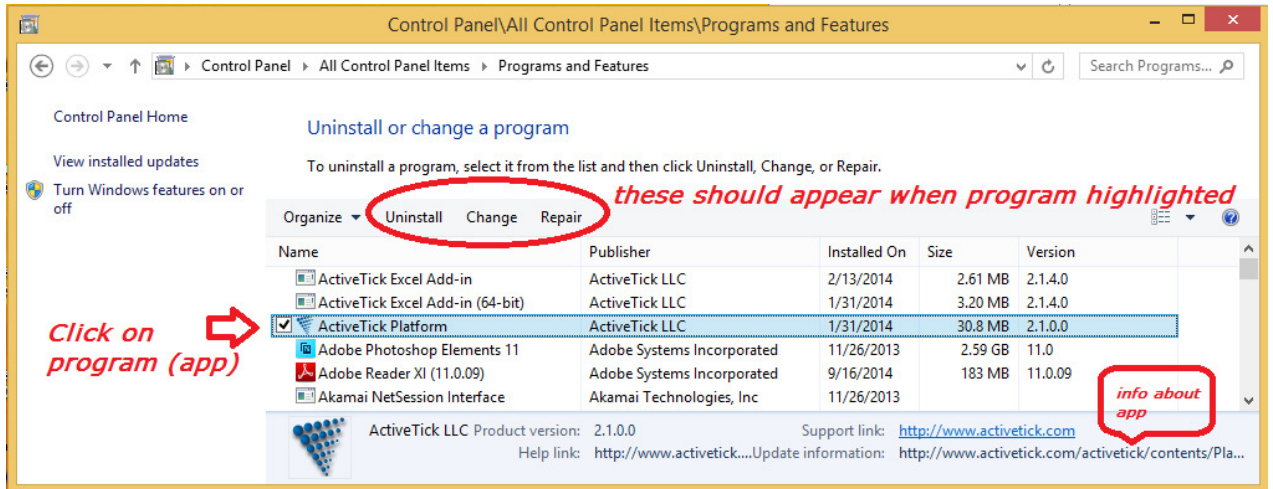 Control Panel\All Control Panel Items\Programs and Features
Control Panel All Control Panel Items Programs and Features Search Programs...
Control Panel Home
View installed updates
Turn Windows features on or
off
Uninstall or change a program
To uninstall a program, select it from the list and then click Uninstall, Change, or Repair.
these should appear when program highlighted
Organize Uninstall Change Repair
Name Publisher Installed On Size Version
ActiveTick Excel Add-in ActiveTick LLC 2/13/2014 2.61 MB 2.1.4.0
ActiveTick Excel Add-in (64-bit) ActiveTick LLC 1/31/2014 3.20 MB 2.1.4.0
ActiveTick Platform ActiveTick LLC 1/31/2014 30.8 MB 2.1.0.0
Adobe Photoshop Elements 11 Adobe Systems Incorporated 11/26/2013 2.59 GB 11.0
Adobe Reader XI (11.0.09) Adobe Systems Incorporated 9/16/2014 183 MB 11.0.09
Akamai NetSession Interface Akamai Technologies, Inc 11/26/2013
Click on
program (app)
info about
app
ActiveTick LLC Product version: 2.1.0.0 Support link: http://www.activetick.com
Help link: http://www.activetick.... Update information: http://www.activetick.com/activetick/contents/Pla...